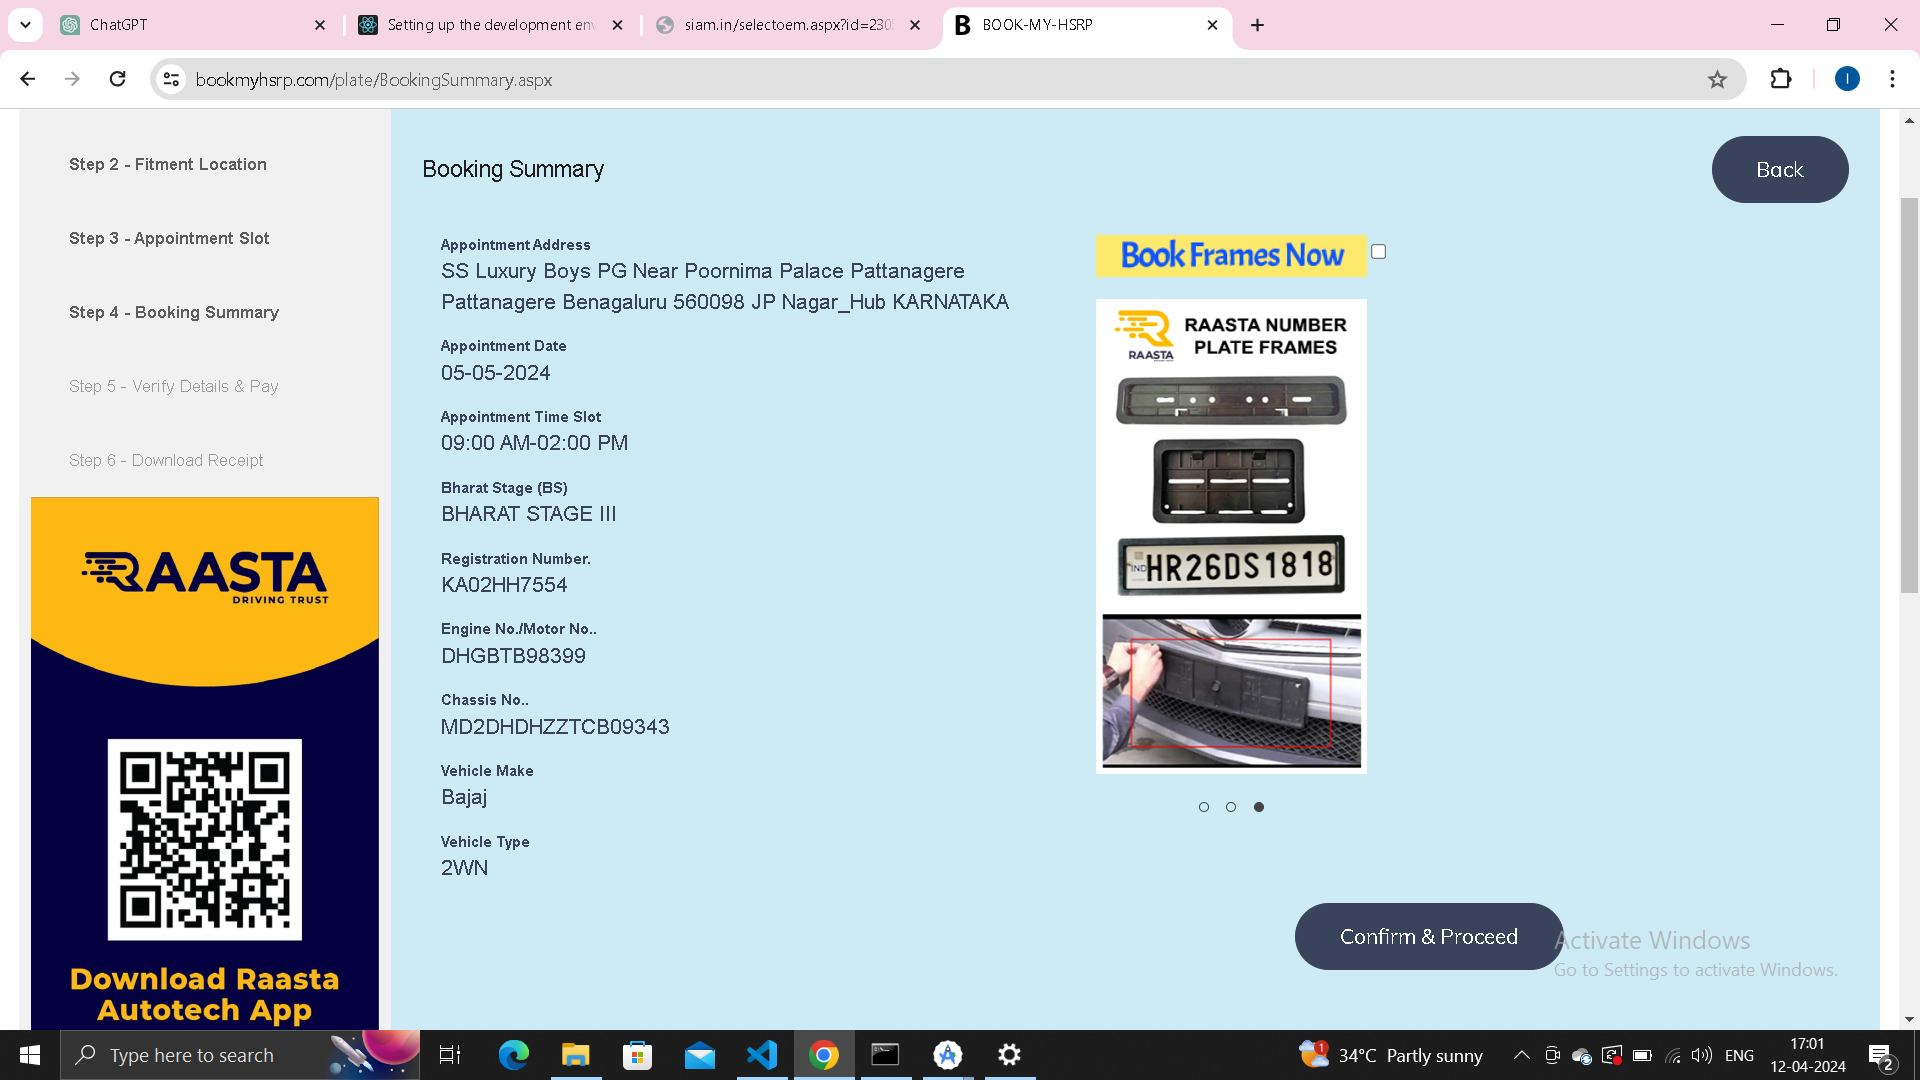 ChatGPT
Setting up the development env
siam.in/selectoem.aspx?id=230
BOOK-MY-HSRP
bookmyhsrp.com/plate/BookingSummary.aspx
I
Step 2 - Fitment Location
Step 3 - Appointment Slot
Step 4 - Booking Summary
Step 5 - Verify Details & Pay
Step 6 - Download Receipt
RAASTA
DRIVING TRUST
Download Raasta
Autotech App
Booking Summary
Back
Appointment Address
SS Luxury Boys PG Near Poornima Palace Pattanagere
Pattanagere Benagaluru 560098 JP Nagar_Hub KARNATAKA
Appointment Date
05-05-2024
Appointment Time Slot
09:00 AM-02:00 PM
Bharat Stage (BS)
BHARAT STAGE III
Registration Number.
KA02HH7554
Engine No./Motor No..
DHGBTB98399
Chassis No..
MD2DHDHZZTCB09343
Vehicle Make
Bajaj
Vehicle Type
2WN
Book Frames Now
RAASTA
RAASTA NUMBER
PLATE FRAMES
IND HR26DS1818
Confirm & Proceed
Activate Windows
Go to Settings to activate Windows.
Type here to search
1
34°C Partly sunny
ENG
17:01
12-04-2024
2